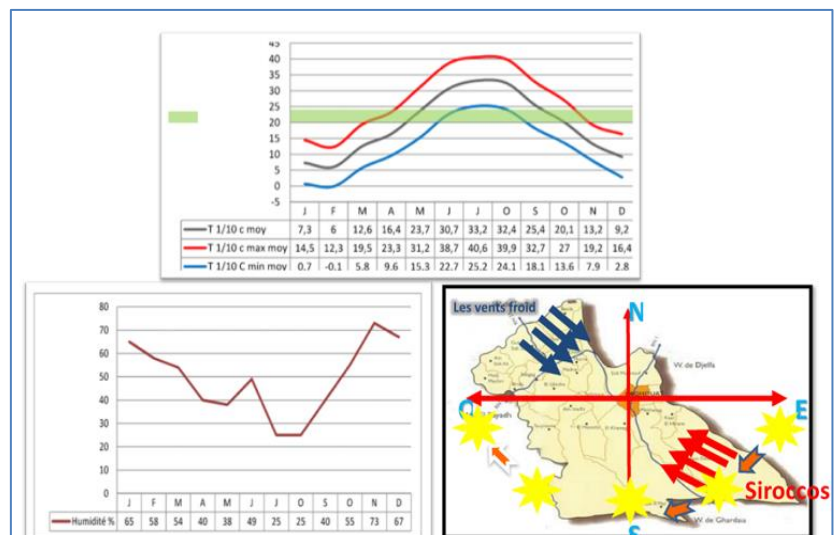 45
40
35
30
25
20
15
10
5
0
-5
J F M A M J J O S O N D
T 1/10 c moy 7,3 6 12,6 16,4 23,7 30,7 33,2 32,4 25,4 20,1 13,2 9,2
T 1/10 c max moy 14,5 12,3 19,5 23,3 31,2 38,7 40,6 39,9 32,7 27 19,2 16,4
T 1/10 C min moy 0.7 -0.1 5.8 9.6 15.3 22.7 25.2 24.1 18.1 13.6 7.9 2.8
80
70
60
50
40
30
20
10
0
J F M A M J J O S O N D
Humidité % 65 58 54 40 38 49 25 25 40 55 73 67
Les vents froid
N
W. de Djelfa
E
Siroccos
S
W. de Ghardaia